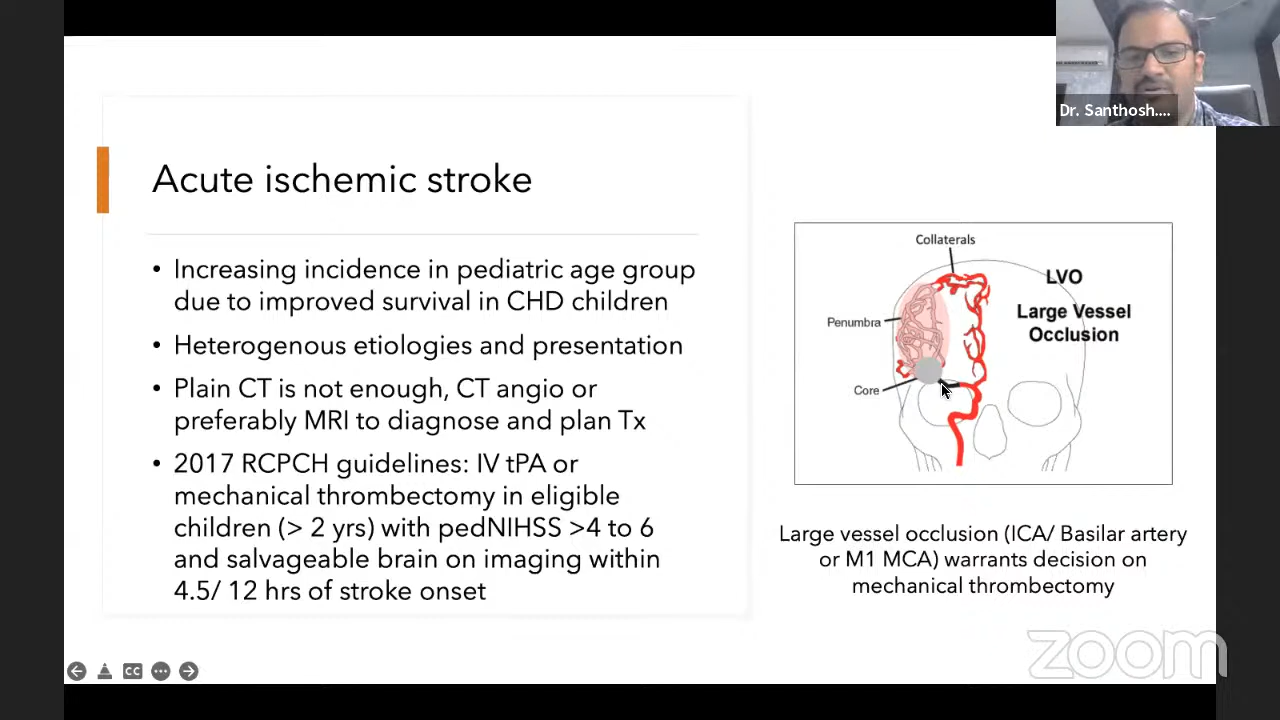 Dr. Santhosh....
Acute ischemic stroke
• Increasing incidence in pediatric age group
due to improved survival in CHD children
• Heterogenous etiologies and presentation
• Plain CT is not enough, CT angio or
preferably MRI to diagnose and plan Tx
• 2017 RCPCH guidelines: IV tPA or
mechanical thrombectomy in eligible
children (> 2 yrs) with pedNIHSS >4 to 6
and salvageable brain on imaging within
4.5/ 12 hrs of stroke onset
Collaterals
LVO
Large Vessel
Occlusion
Penumbra
Core
Large vessel occlusion (ICA/ Basilar artery
or M1 MCA) warrants decision on
mechanical thrombectomy
CC
zoom